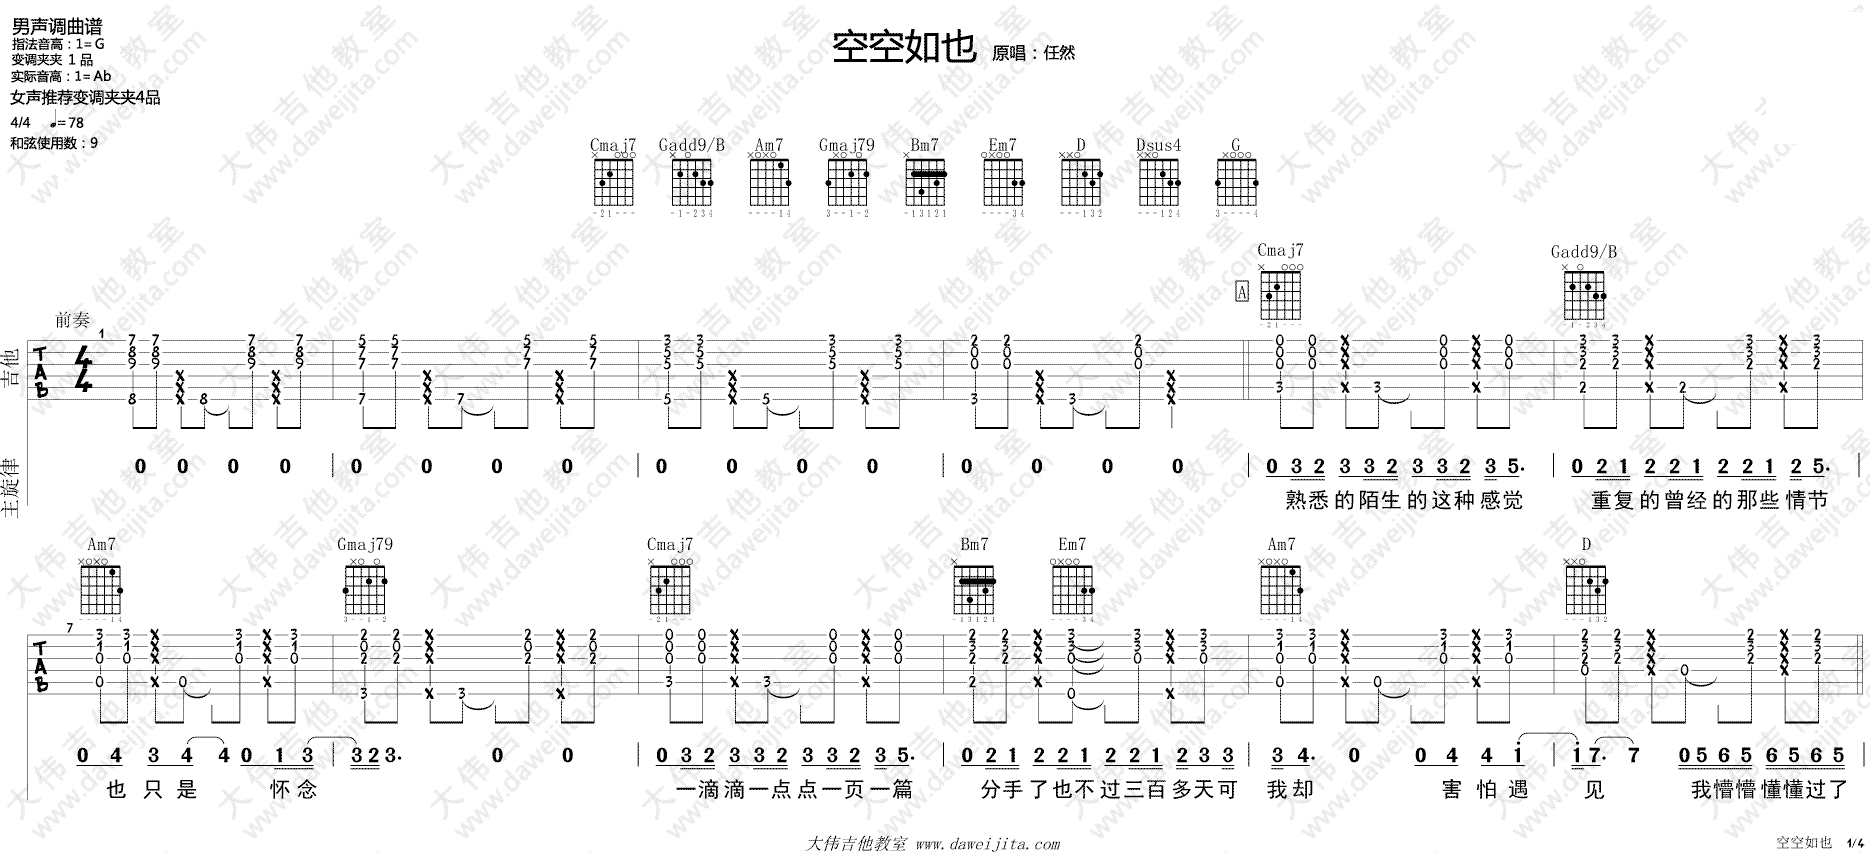 男声调曲谱
指法音高：1=G
变调夹夹 1 品
实际音高：1=Ab
女声推荐变调夹夹4品
4/4 =78
和弦使用数：9
空空如也 原唱：任然
Cmaj7 Gadd9/B Am7 Gmaj79 Bm7 Em7 D Dsus4 G
Cmaj7 Gadd9/B
A
前奏
1
吉他
TAB
4/4
主旋律
0 0 0 0 | 0 0 0 0 | 0 0 0 0 | 0 0 0 0 | 0 3 2 3 3 2 3 3 2 3 5. | 0 2 1 2 2 1 2 2 1 2 5. |
熟悉的陌生的这种感觉 重复的曾经的那些情节
Am7 Gmaj79 Cmaj7 Bm7 Em7 Am7 D
7
TAB
0 4 3 4 4 0 1 3 | 3 2 3. 0 0 | 0 3 2 3 3 2 3 3 2 3 5. | 0 2 1 2 2 1 2 2 1 2 3 3 | 3 4. 0 0 4 4 i | i 7. 7 0 5 6 5 6 5 6 5 |
也只是 怀念 一滴滴一点点一页一篇 分手了也不过三百多天可 我却 害怕遇 见 我懵懵懂懂过了
大伟吉他教室 www.daweijita.com
空空如也 1/4